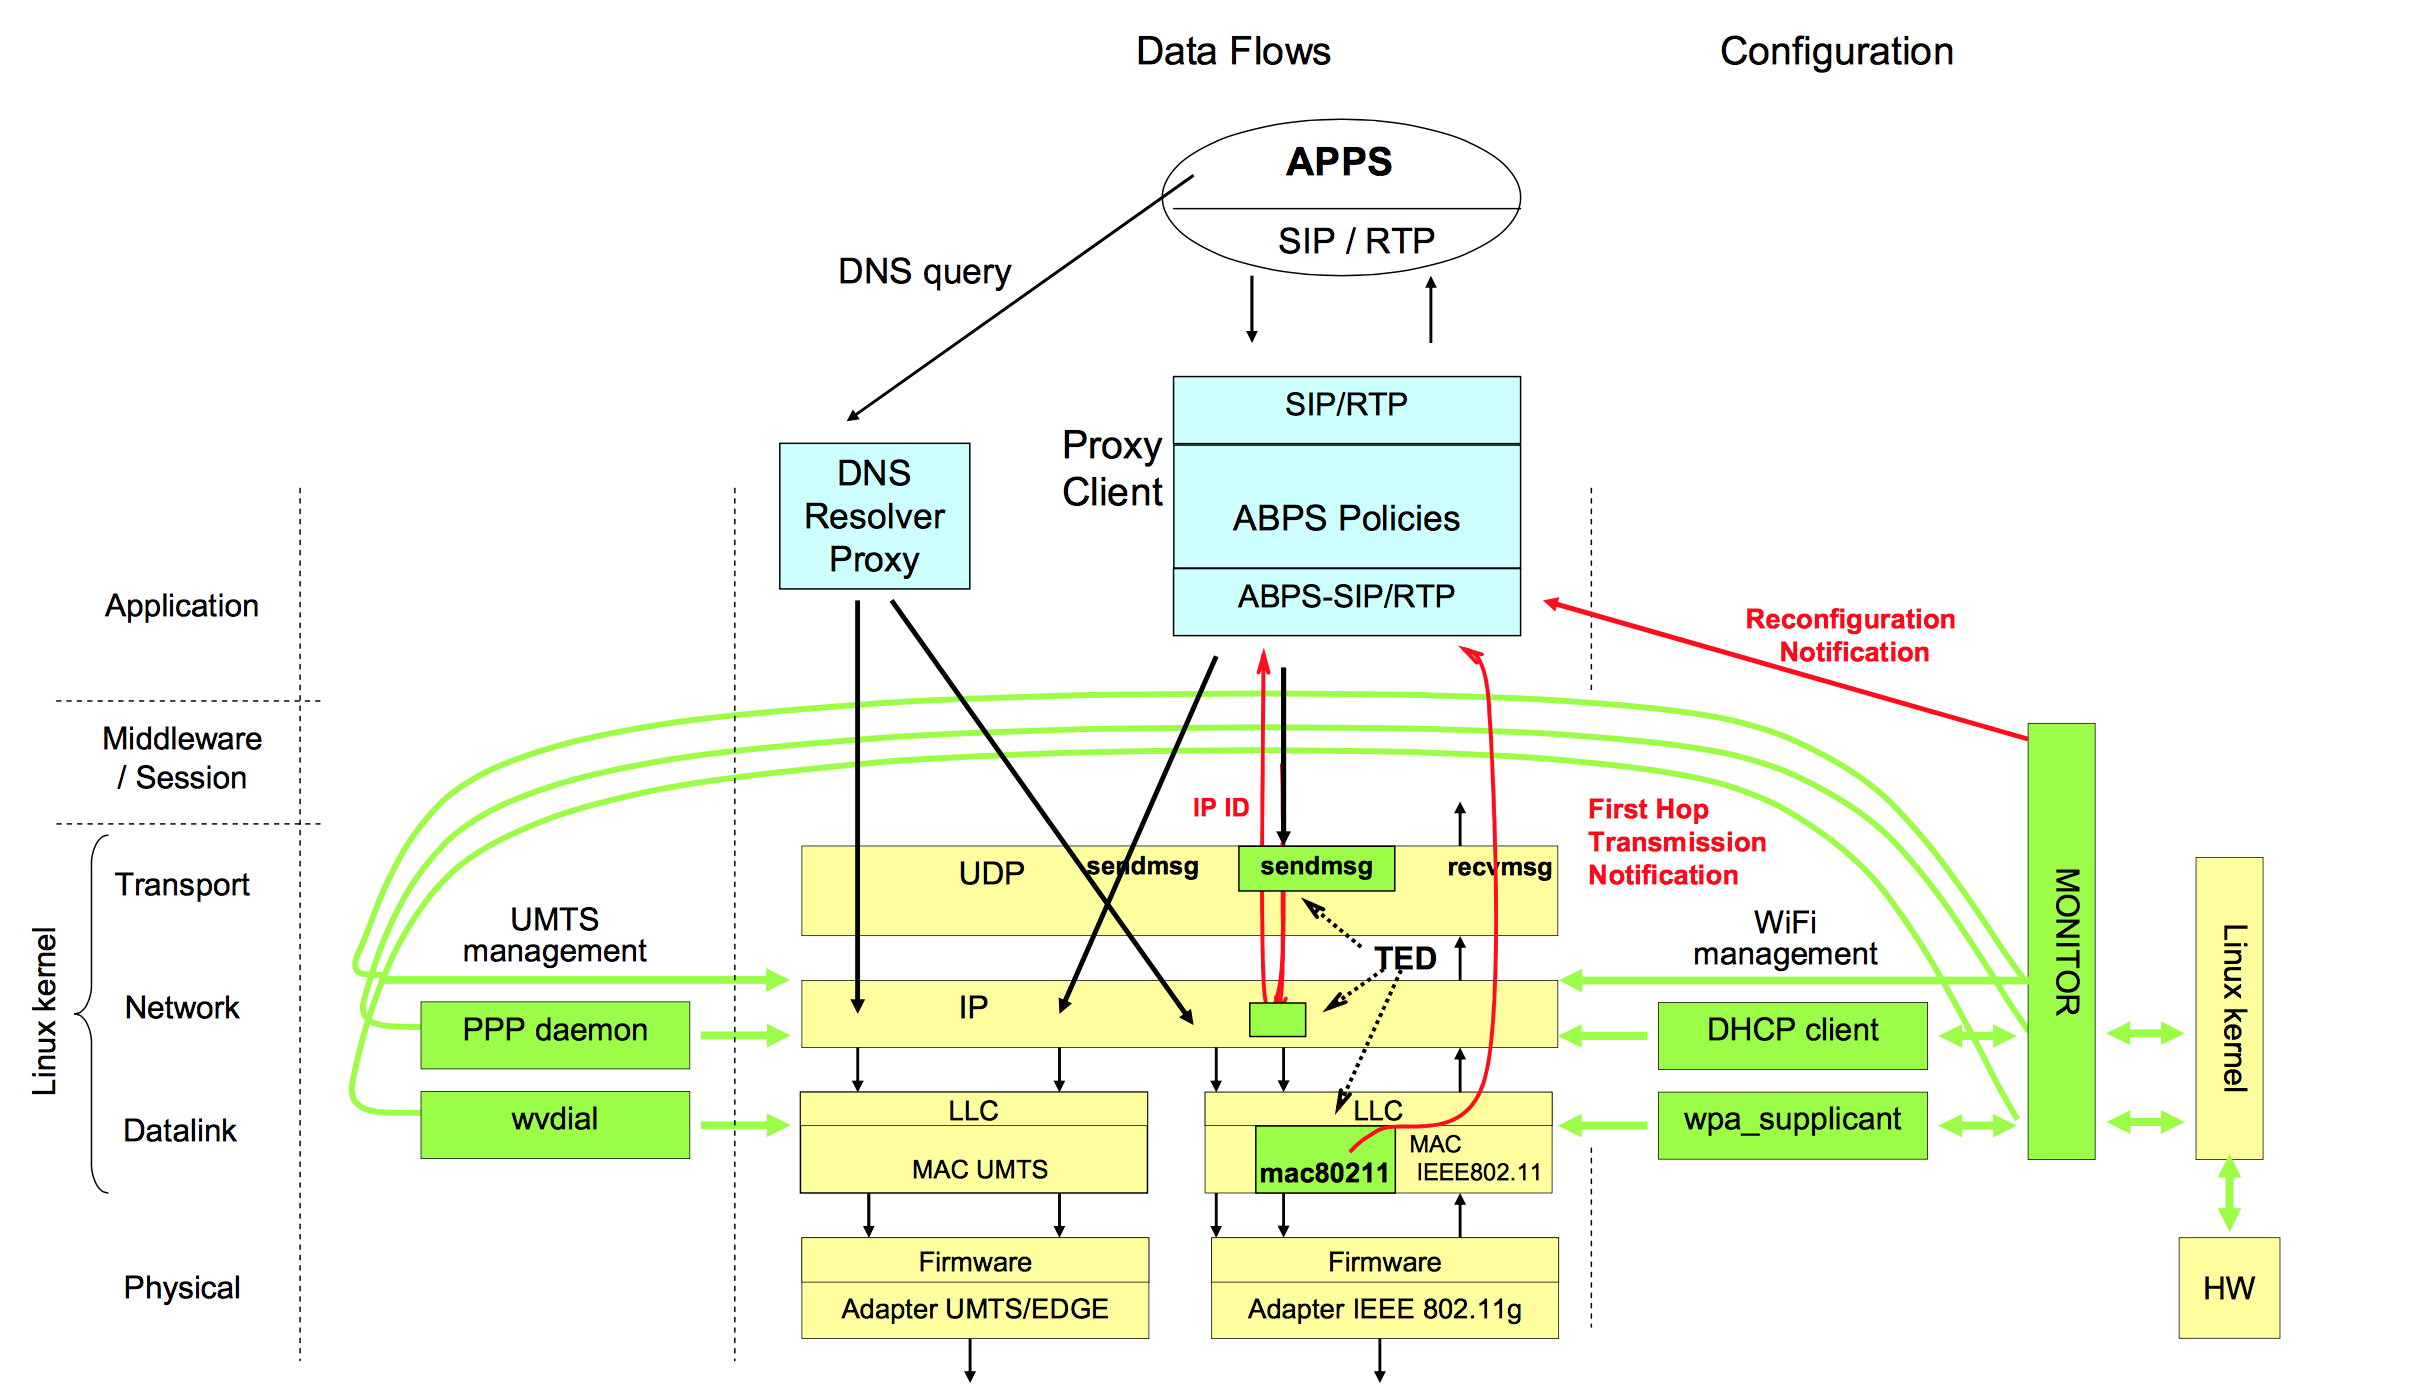 Data Flows
Configuration
APPS
SIP / RTP
DNS query
SIP/RTP
Proxy
Client
ABPS Policies
ABPS-SIP/RTP
DNS
Resolver
Proxy
Application
Reconfiguration
Notification
Middleware
/ Session
IP ID
First Hop
Transmission
Notification
Linux kernel
Transport
UDP
sendmsg
sendmsg
recvmsg
UMTS
management
TED
WiFi
management
MONITOR
Linux kernel
Network
PPP daemon
IP
DHCP client
Datalink
wvdial
LLC
MAC UMTS
LLC
mac80211
MAC
IEEE802.11
wpa_supplicant
Physical
Firmware
Adapter UMTS/EDGE
Firmware
Adapter IEEE 802.11g
HW